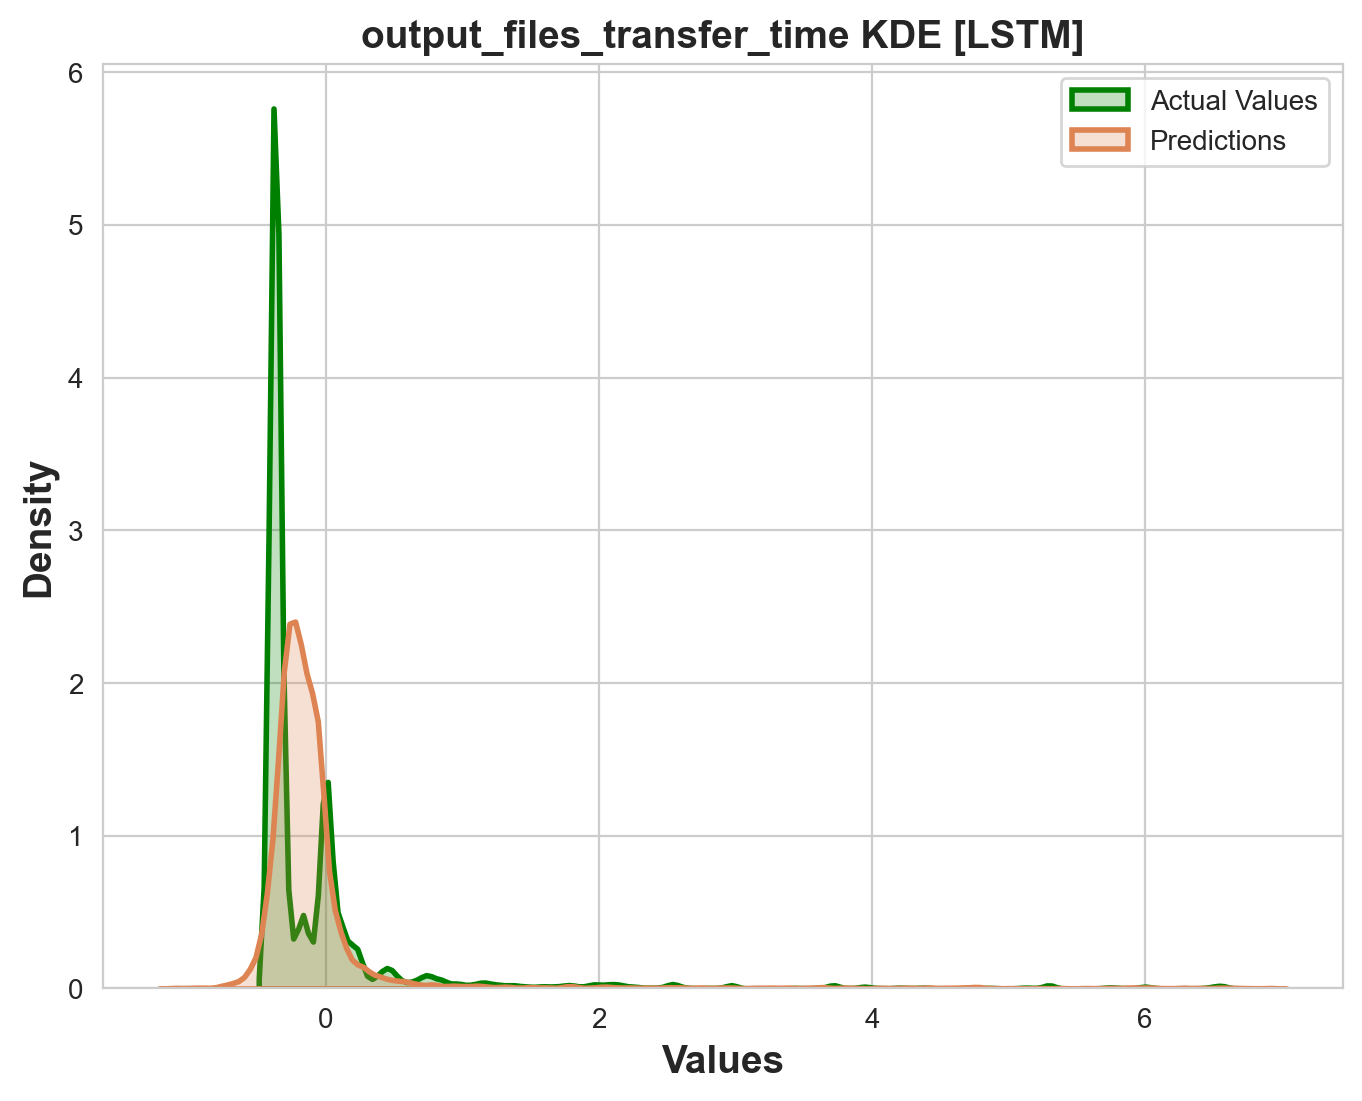 output_files_transfer_time KDE [LSTM]
Actual Values
Predictions
6
5
4
3
2
1
0
Density
0 2 4 6
Values